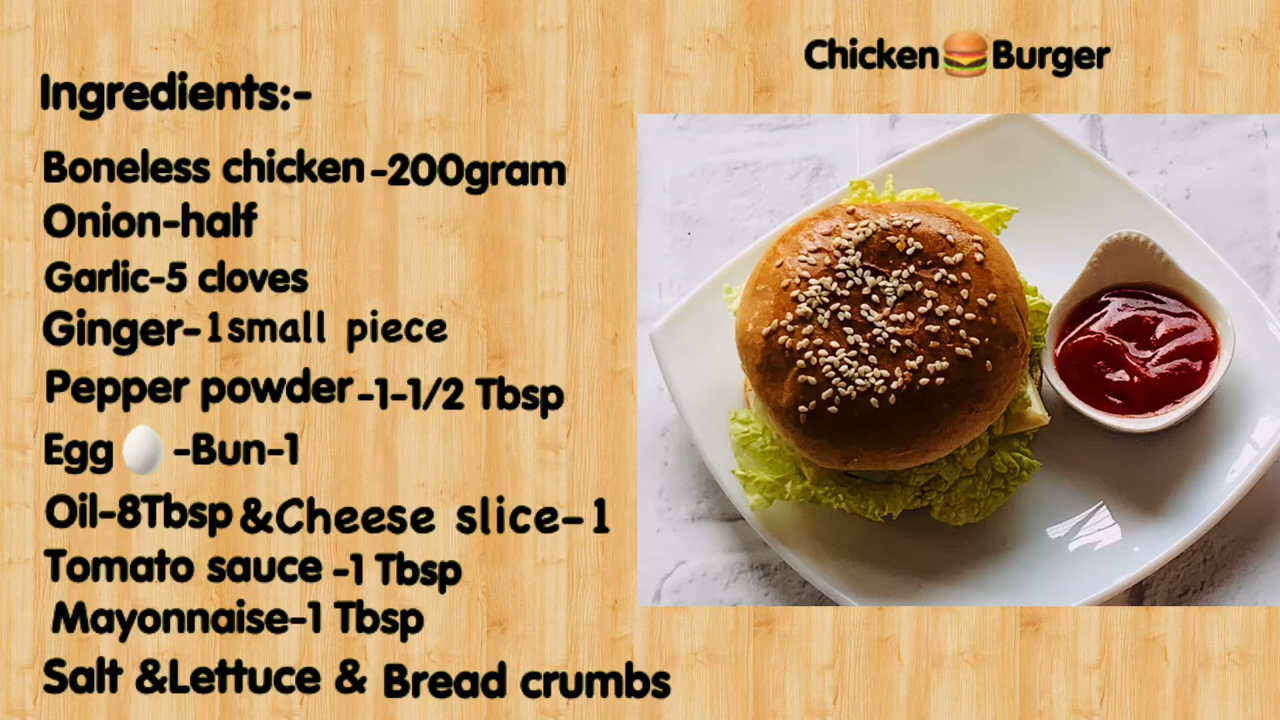 Chicken🍔Burger
Ingredients:-
Boneless chicken-200gram
Onion-half
Garlic-5 cloves
Ginger-1small piece
Pepper powder-1-1/2 Tbsp
Egg🥚-Bun-1
Oil-8Tbsp &Cheese slice-1
Tomato sauce -1 Tbsp
Mayonnaise-1 Tbsp
Salt &Lettuce & Bread crumbs